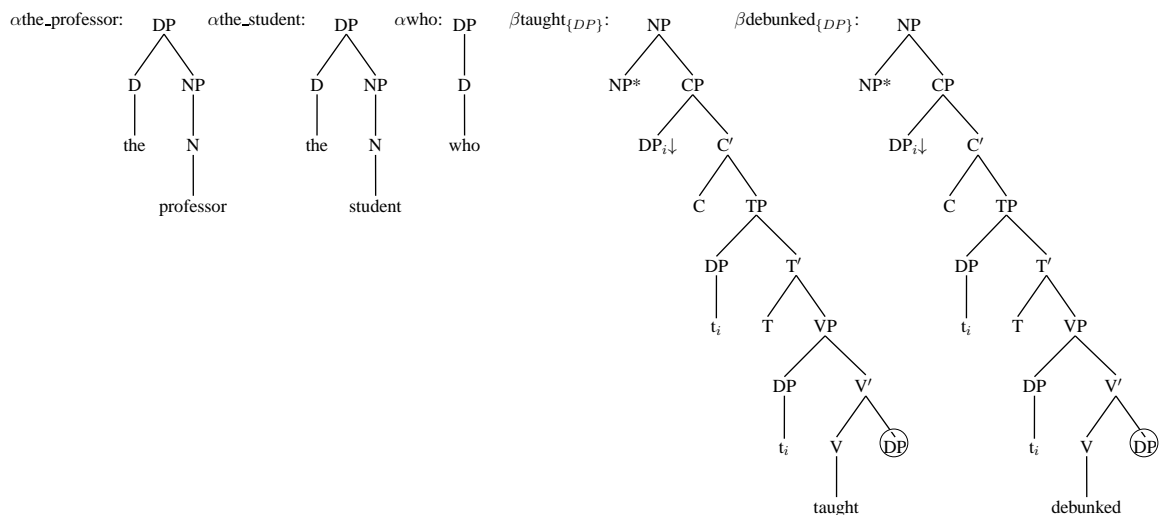 αthe_professor: DP αthe_student: DP αwho: DP βtaught{DP}: NP βdebunked{DP}: NP
D NP D NP D NP* CP NP* CP
the N the N who DPᵢ↓ C′ DPᵢ↓ C′
professor student C TP C TP
DP T′ DP T′
tᵢ T VP tᵢ T VP
DP V′ DP V′
tᵢ V DP tᵢ V DP
taught debunked